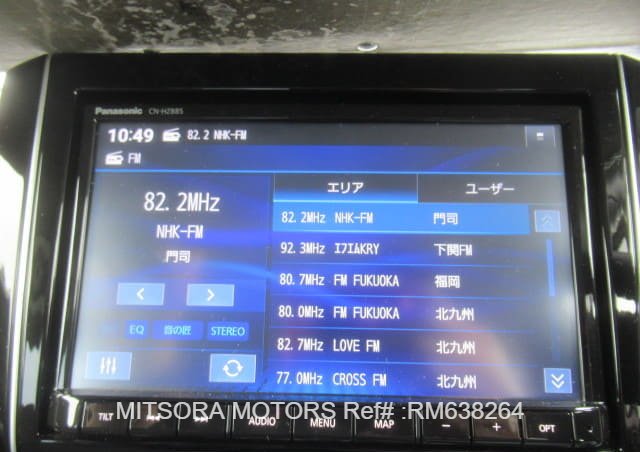 Panasonic CN-HZ885
10:49 82.2 NHK-FM
FM
エリア ユーザー
82.2MHz
NHK-FM
門司
82.2MHz NHK-FM 門司
92.3MHz ｴﾌｴﾑKRY 下関FM
80.7MHz FM FUKUOKA 福岡
80.0MHz FM FUKUOKA 北九州
82.7MHz LOVE FM 北九州
77.0MHz CROSS FM 北九州
EQ 音の匠 STEREO
MITSORA MOTORS Ref# :RM638264
TILT AUDIO MENU MAP − + OPT